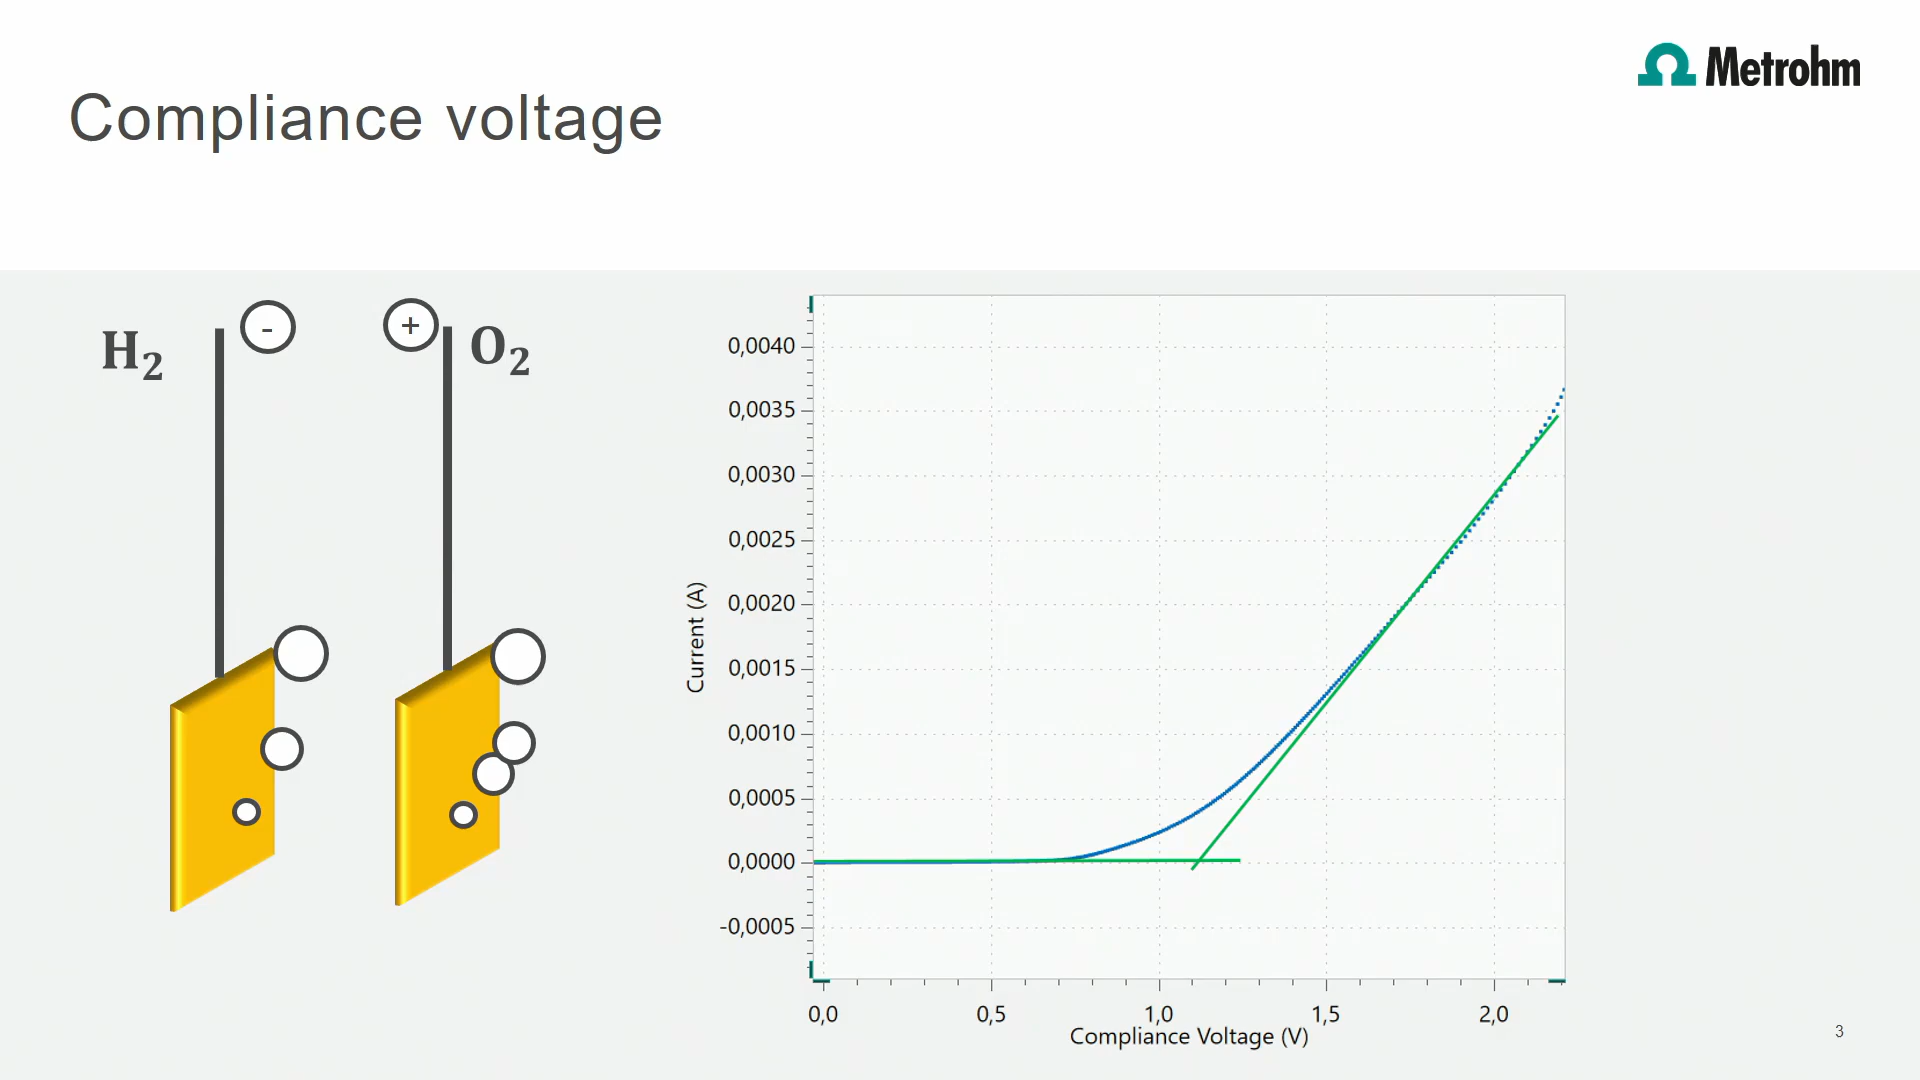 Metrohm
Compliance voltage
H2
-
+
O2
0,0040
0,0035
0,0030
0,0025
0,0020
0,0015
0,0010
0,0005
0,0000
-0,0005
Current (A)
0,0 0,5 1,0 1,5 2,0
Compliance Voltage (V)
3